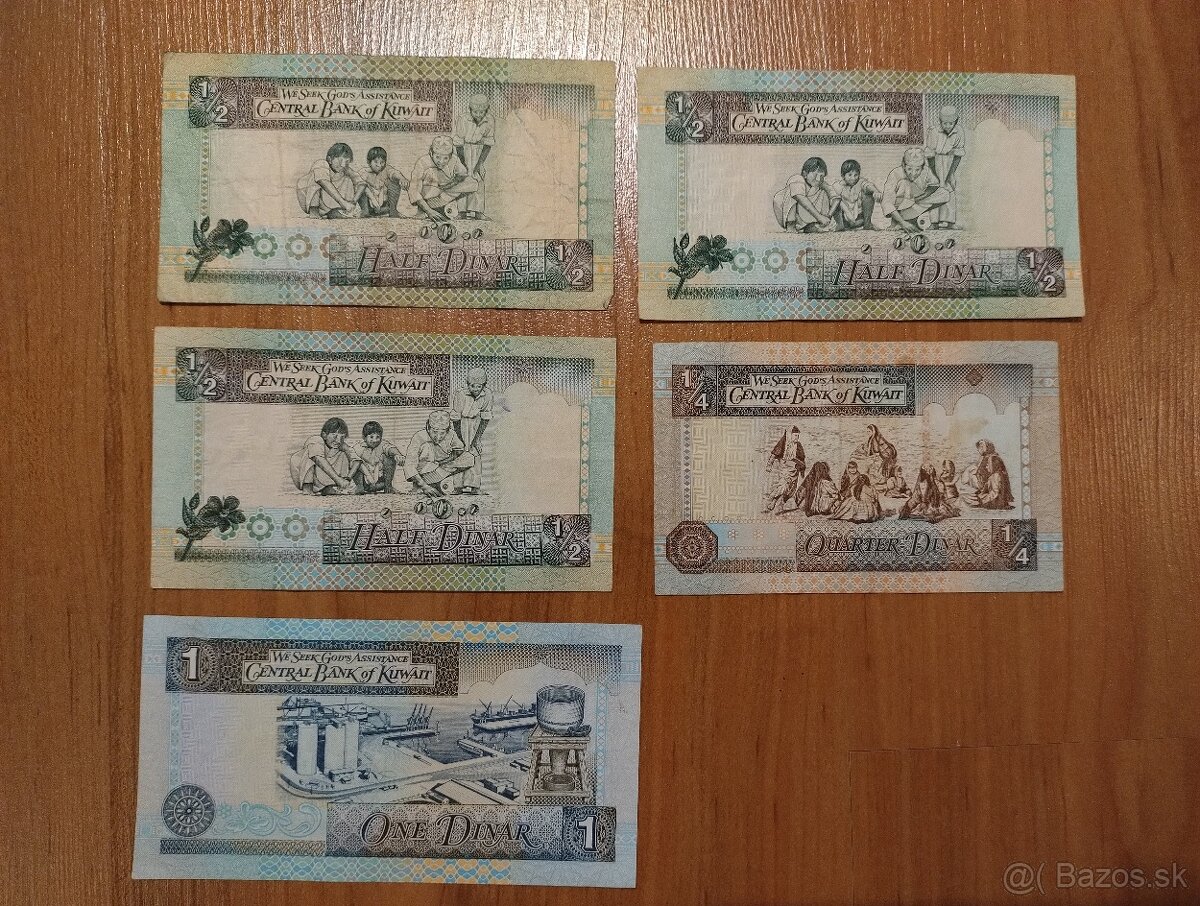 1/2
WE SEEK GOD'S ASSISTANCE
CENTRAL BANK of KUWAIT
HALF DINAR
1/2
1/2
WE SEEK GOD'S ASSISTANCE
CENTRAL BANK of KUWAIT
HALF DINAR
1/2
1/2
WE SEEK GOD'S ASSISTANCE
CENTRAL BANK of KUWAIT
HALF DINAR
1/2
1/4
WE SEEK GOD'S ASSISTANCE
CENTRAL BANK of KUWAIT
QUARTER DINAR
1/4
1
WE SEEK GOD'S ASSISTANCE
CENTRAL BANK of KUWAIT
ONE DINAR
1
@( Bazos.sk